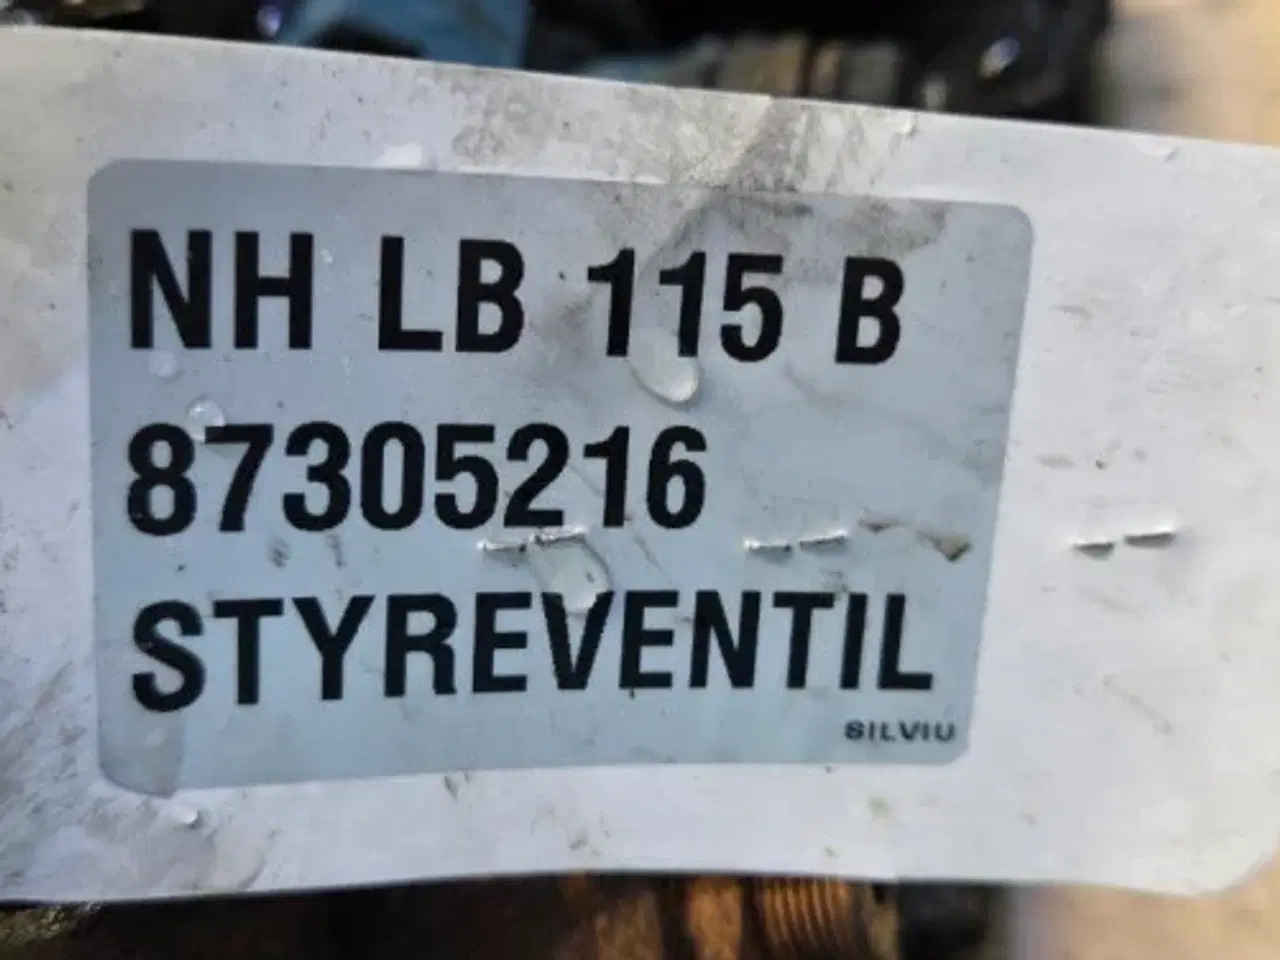 NH LB 115 B
87305216
STYREVENTIL
SILVIU